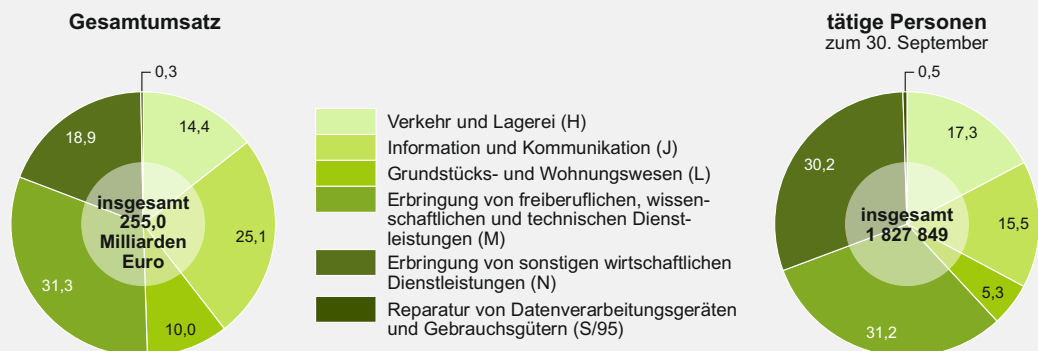 Gesamtumsatz
0,3
14,4
25,1
10,0
31,3
18,9
insgesamt
255,0
Milliarden
Euro
Verkehr und Lagerei (H)
Information und Kommunikation (J)
Grundstücks- und Wohnungswesen (L)
Erbringung von freiberuflichen, wissen-
schaftlichen und technischen Dienst-
leistungen (M)
Erbringung von sonstigen wirtschaftlichen
Dienstleistungen (N)
Reparatur von Datenverarbeitungsgeräten
und Gebrauchsgütern (S/95)
tätige Personen
zum 30. September
0,5
17,3
15,5
5,3
31,2
30,2
insgesamt
1 827 849